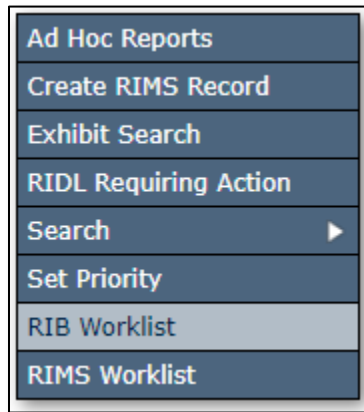 Ad Hoc Reports
Create RIMS Record
Exhibit Search
RIDL Requiring Action
Search
Set Priority
RIB Worklist
RIMS Worklist